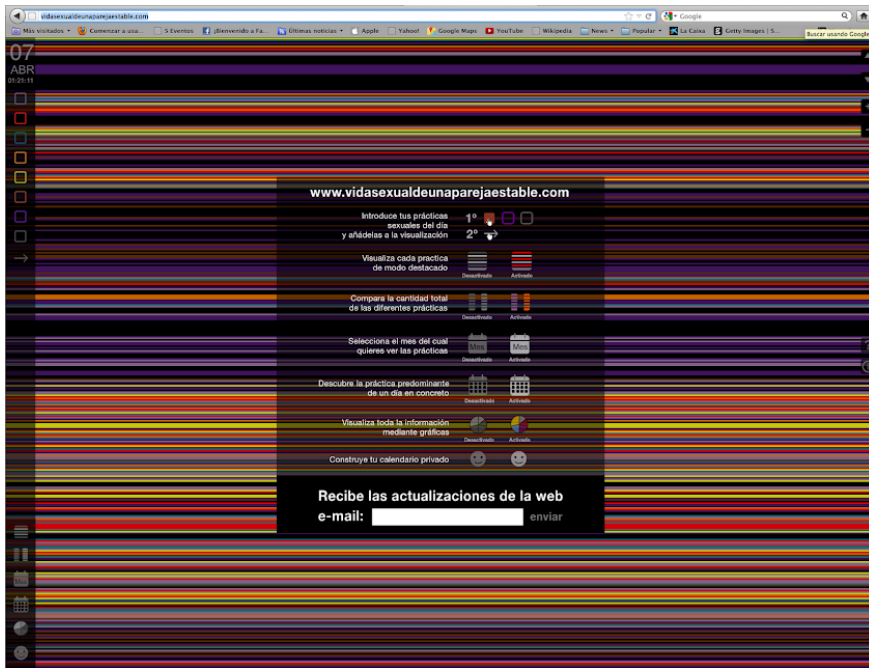 vidasexualdeunaparejaestable.com
Google
Más visitados
Comenzar a usa...
5 Eventos
¡Bienvenido a Fa...
Últimas noticias
Apple
Yahoo!
Google Maps
YouTube
Wikipedia
News
Popular
La Caixa
Getty Images | S...
Buscar usando Google
07
ABR
01:21:11
www.vidasexualdeunaparejaestable.com
Introduce tus prácticas
sexuales del día
y añádelas a la visualización
1º
2º
Visualiza cada practica
de modo destacado
Desactivado
Activado
Compara la cantidad total
de las diferentes prácticas
Desactivado
Activado
Selecciona el mes del cual
quieres ver las prácticas
Mes
Mes
Desactivado
Activado
Descubre la práctica predominante
de un día en concreto
Desactivado
Activado
Visualiza toda la información
mediante gráficas
Desactivado
Activado
Construye tu calendario privado
Recibe las actualizaciones de la web
e-mail:
enviar
Mes